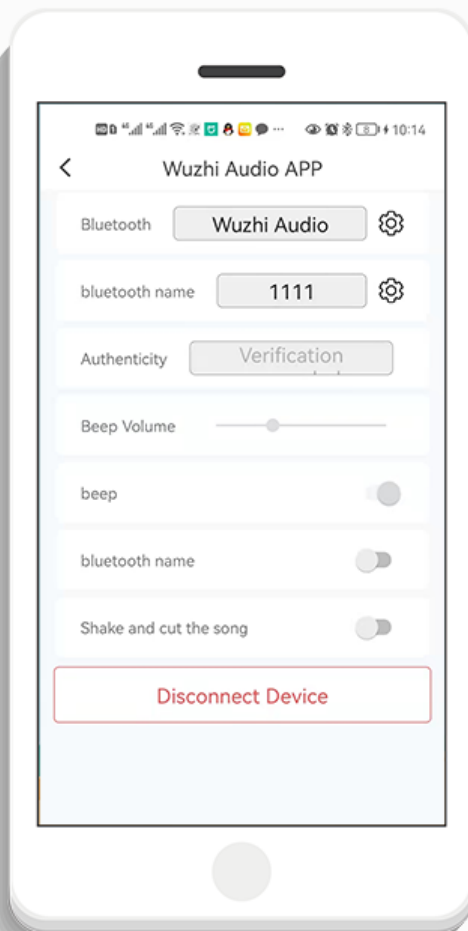 10:14
Wuzhi Audio APP
Bluetooth Wuzhi Audio
bluetooth name 1111
Authenticity Verification
Beep Volume
beep
bluetooth name
Shake and cut the song
Disconnect Device